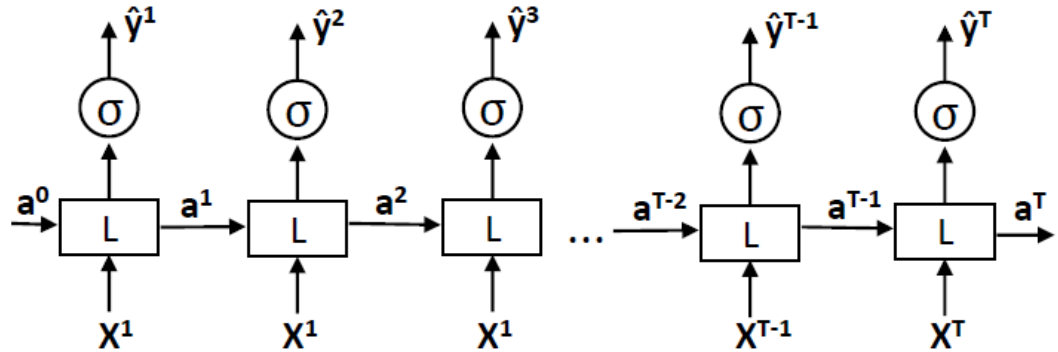 ŷ¹ ŷ² ŷ³ ŷᵀ⁻¹ ŷᵀ
σ σ σ σ σ
a⁰ a¹ a² aᵀ⁻² aᵀ⁻¹ aᵀ
L L L ... L L
X¹ X¹ X¹ Xᵀ⁻¹ Xᵀ